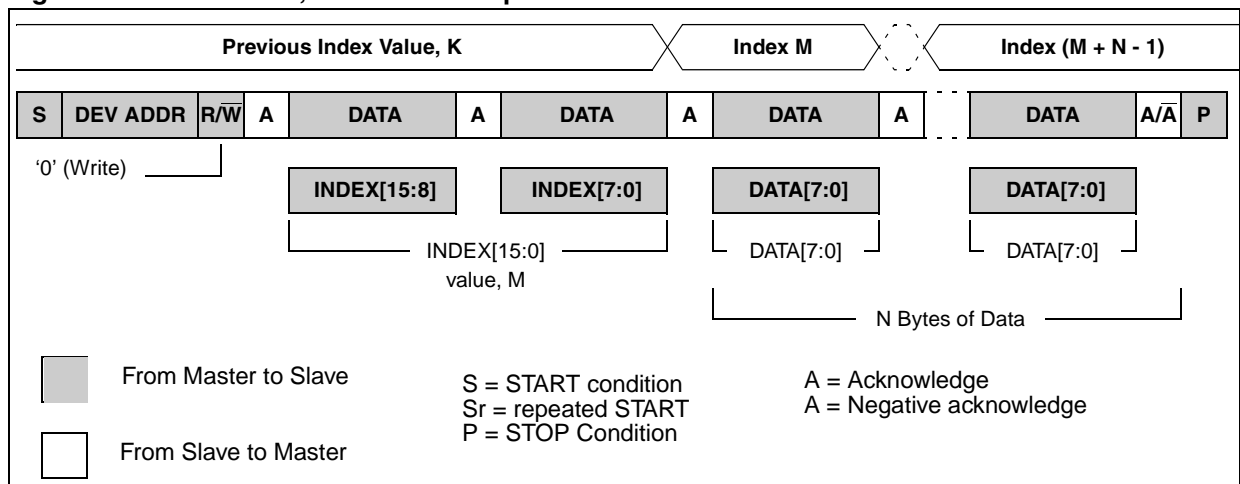 Previous Index Value, K Index M Index (M + N - 1)
S DEV ADDR R/W̅ A DATA A DATA A DATA A DATA A/A̅ P
‘0’ (Write)
INDEX[15:8] INDEX[7:0] DATA[7:0] DATA[7:0]
INDEX[15:0] DATA[7:0] DATA[7:0]
value, M
N Bytes of Data
From Master to Slave
From Slave to Master
S = START condition
Sr = repeated START
P = STOP Condition
A = Acknowledge
A = Negative acknowledge